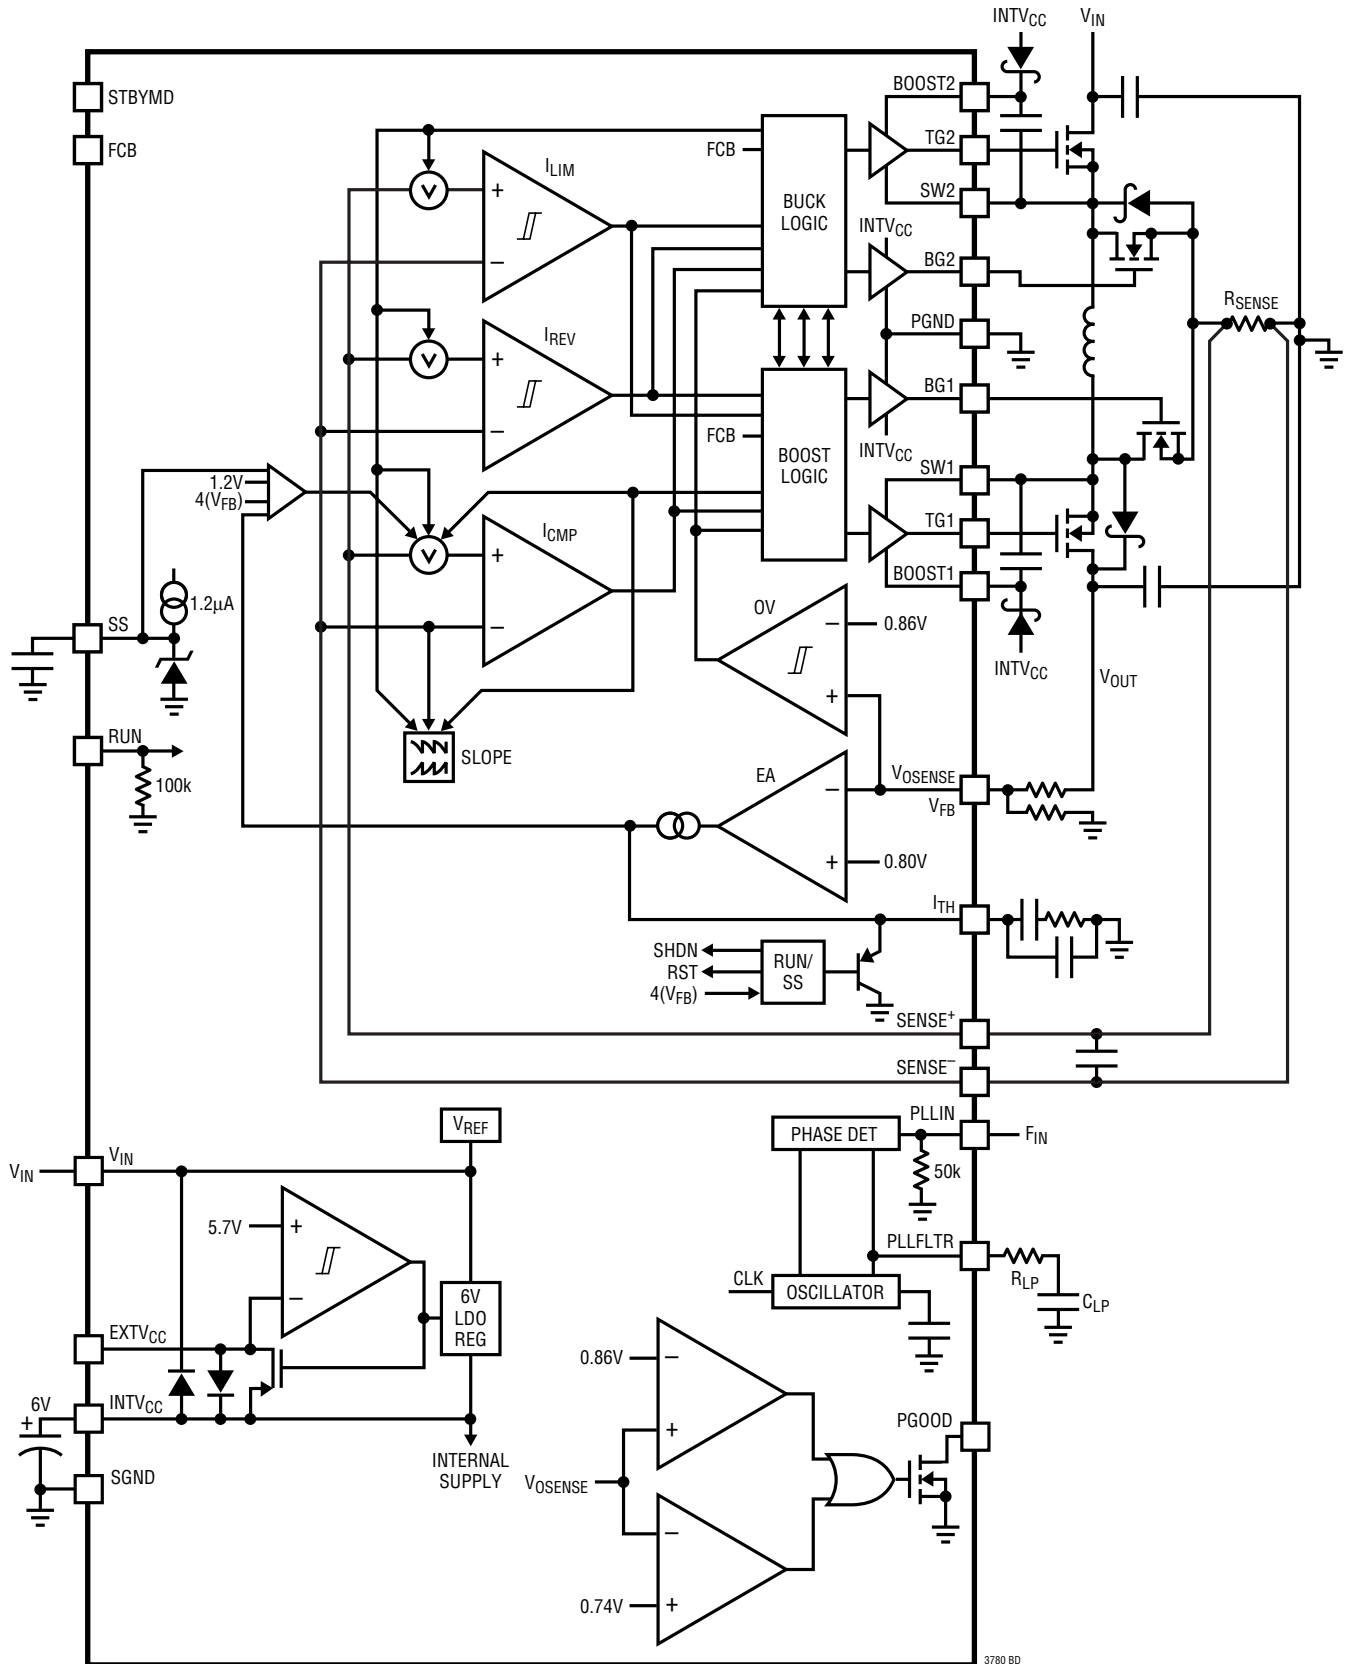 INTVCC VIN
STBYMD
FCB
BOOST2
TG2
SW2
FCB
BUCK
LOGIC
ILIM
+
−
INTVCC
BG2
RSENSE
PGND
IREV
+
−
BG1
FCB
INTVCC
BOOST
LOGIC
SW1
1.2V
4(VFB)
TG1
ICMP
+
−
BOOST1
1.2µA
SS
OV
−
0.86V
+
INTVCC
VOUT
RUN
100k
SLOPE
EA
−
+
0.80V
VOSENSE
VFB
ITH
SHDN
RST
4(VFB)
RUN/
SS
SENSE+
SENSE−
VREF
PHASE DET
PLLIN
FIN
50k
VIN
VIN
5.7V
+
−
PLLFLTR
RLP
CLP
CLK
OSCILLATOR
6V
LDO
REG
EXTVCC
6V
+
INTVCC
SGND
INTERNAL
SUPPLY
0.86V
−
+
VOSENSE
−
0.74V
+
PGOOD
3780 BD